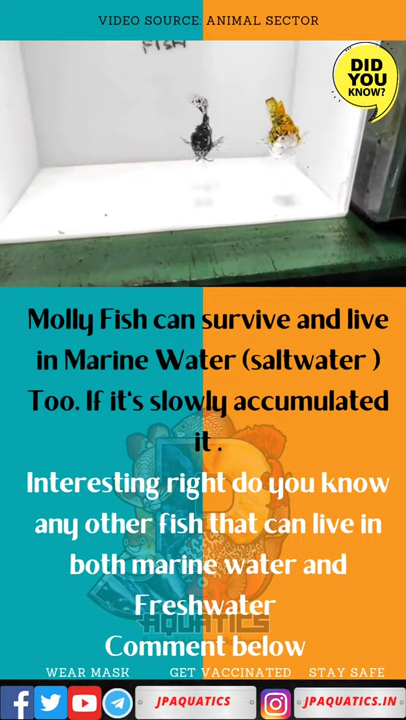 VIDEO SOURCE: ANIMAL SECTOR
FISH
DID
YOU
KNOW?
Molly Fish can survive and live
in Marine Water (saltwater )
Too. If it's slowly accumulated
it .
Interesting right do you know
any other fish that can live in
both marine water and
Freshwater
AQUATICS
Comment below
WEAR MASK GET VACCINATED STAY SAFE
JPAQUATICS JPAQUATICS.IN